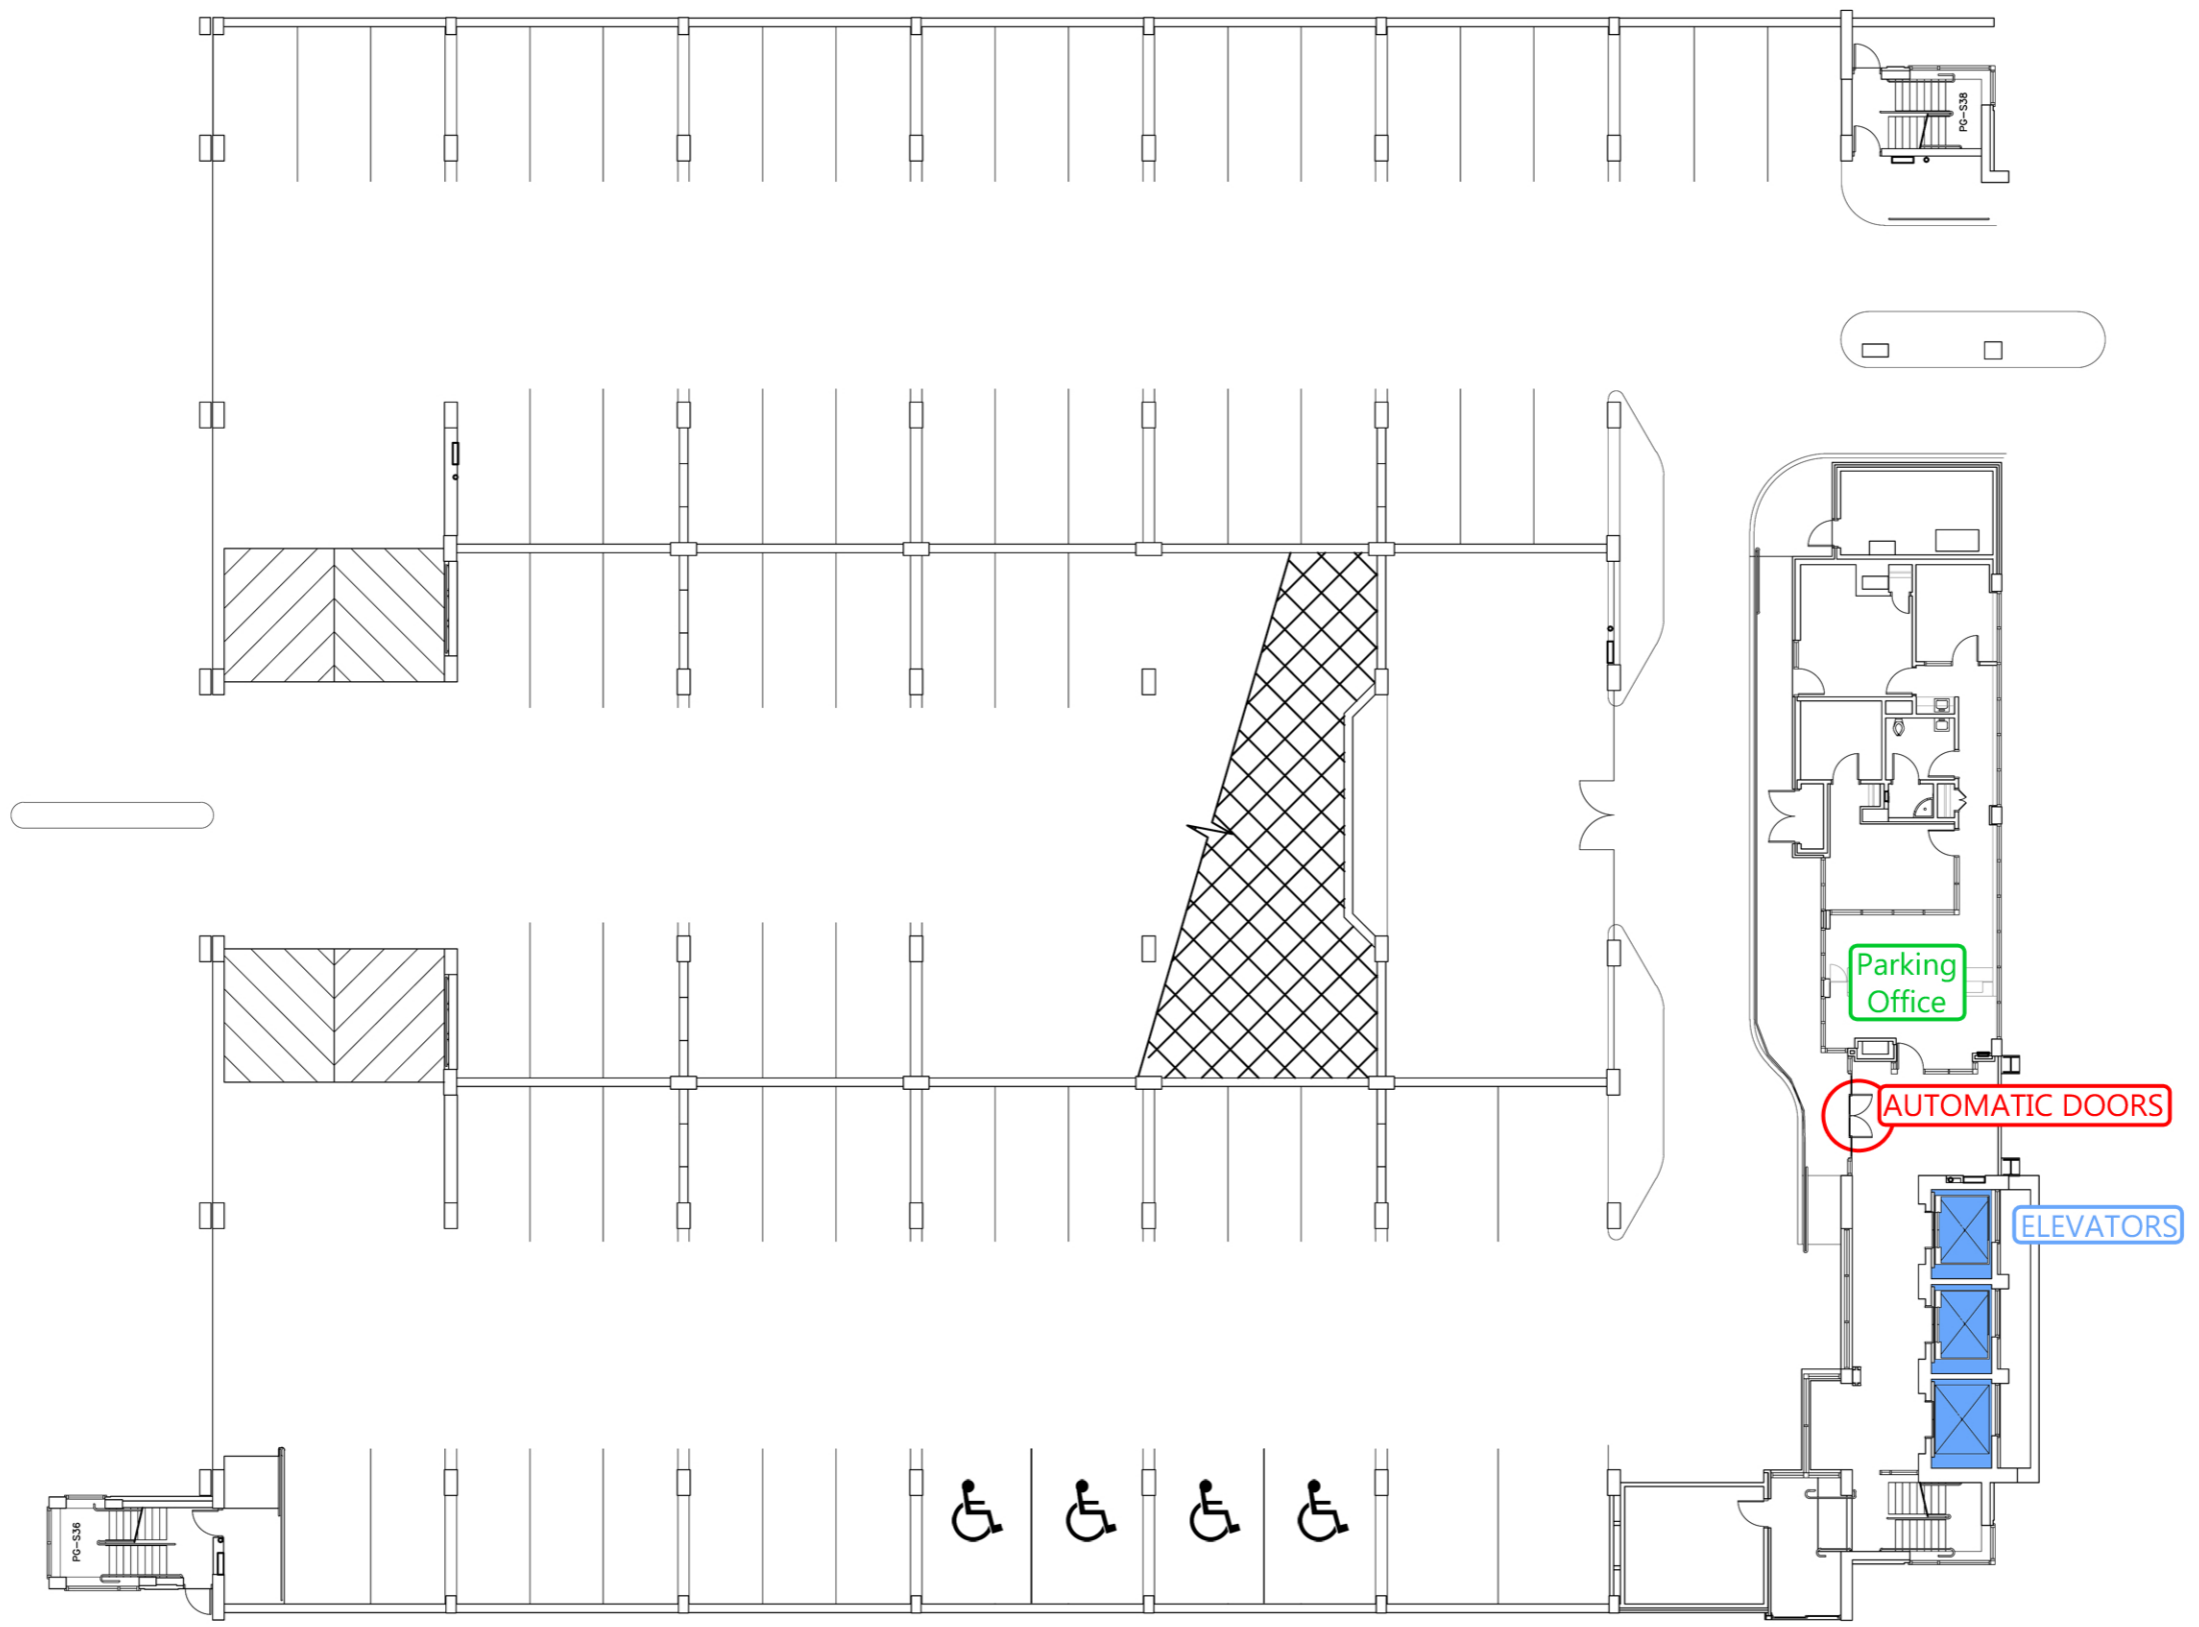 PG-S38
Parking
Office
AUTOMATIC DOORS
ELEVATORS
PG-S36